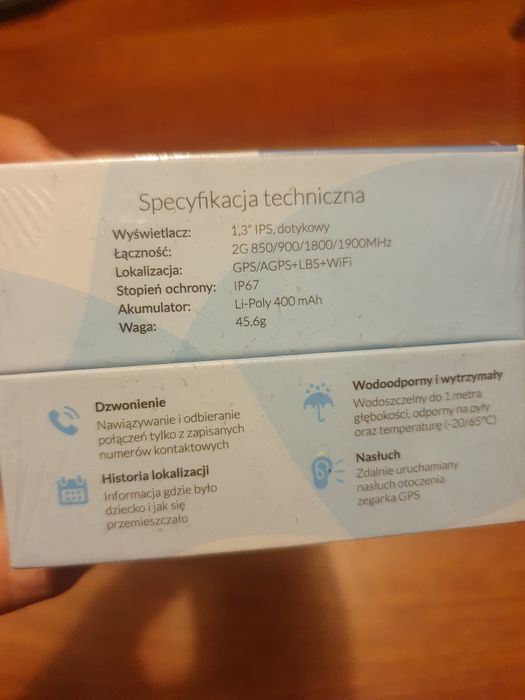 Specyfikacja techniczna
Wyświetlacz: 1,3" IPS, dotykowy
Łączność: 2G 850/900/1800/1900MHz
Lokalizacja: GPS/AGPS+LBS+WiFi
Stopień ochrony: IP67
Akumulator: Li-Poly 400 mAh
Waga: 45,6g
Dzwonienie
Nawiązywanie i odbieranie
połączeń tylko z zapisanych
numerów kontaktowych
Historia lokalizacji
Informacja gdzie było
dziecko i jak się
przemieszczało
Wodoodporny i wytrzymały
Wodoszczelny do 1 metra
głębokości, odporny na pyły
oraz temperaturę (-20/65°C)
Nasłuch
Zdalnie uruchamiany
nasłuch otoczenia
zegarka GPS